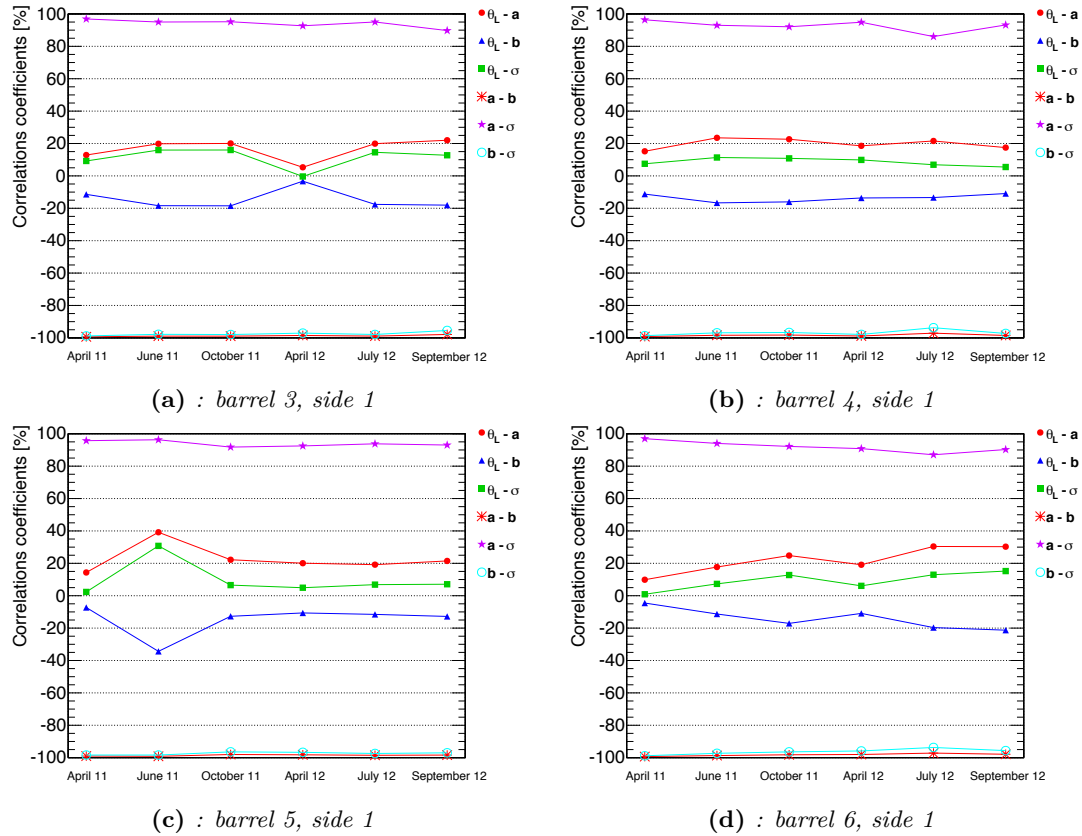 Correlations coefficients [%]
100
80
60
40
20
0
-20
-40
-60
-80
-100
April 11 June 11 October 11 April 12 July 12 September 12
θL - a
θL - b
θL - σ
a - b
a - σ
b - σ
(a) : barrel 3, side 1
Correlations coefficients [%]
100
80
60
40
20
0
-20
-40
-60
-80
-100
April 11 June 11 October 11 April 12 July 12 September 12
θL - a
θL - b
θL - σ
a - b
a - σ
b - σ
(b) : barrel 4, side 1
Correlations coefficients [%]
100
80
60
40
20
0
-20
-40
-60
-80
-100
April 11 June 11 October 11 April 12 July 12 September 12
θL - a
θL - b
θL - σ
a - b
a - σ
b - σ
(c) : barrel 5, side 1
Correlations coefficients [%]
100
80
60
40
20
0
-20
-40
-60
-80
-100
April 11 June 11 October 11 April 12 July 12 September 12
θL - a
θL - b
θL - σ
a - b
a - σ
b - σ
(d) : barrel 6, side 1